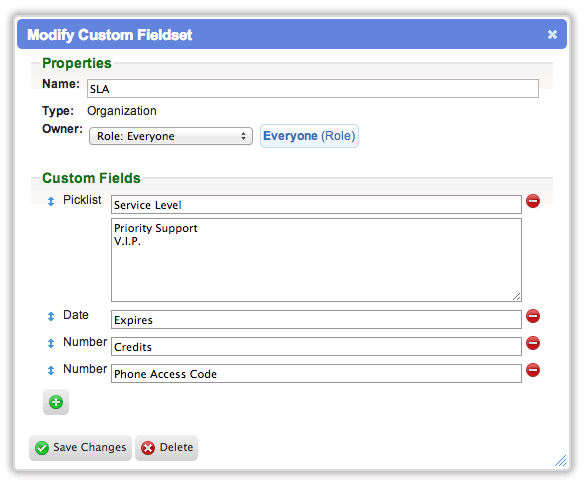 Modify Custom Fieldset
Properties
Name: SLA
Type: Organization
Owner: Role: Everyone Everyone (Role)
Custom Fields
Picklist Service Level
Priority Support
V.I.P.
Date Expires
Number Credits
Number Phone Access Code
Save Changes Delete